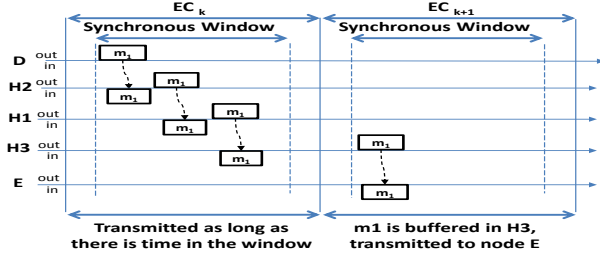 EC k
EC k+1
Synchronous Window
Synchronous Window
D out
in
m1
H2 out
in
m1
m1
H1 out
in
m1
m1
H3 out
in
m1
m1
E out
in
m1
Transmitted as long as
there is time in the window
m1 is buffered in H3,
transmitted to node E